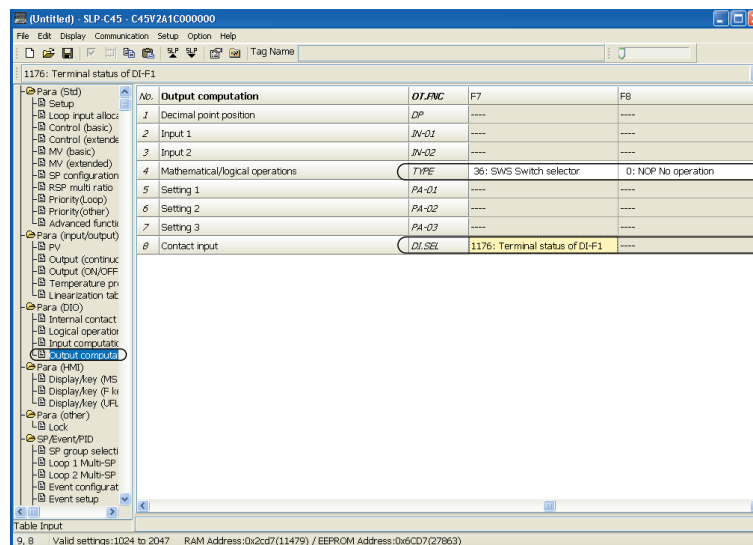 (Untitled) - SLP-C45 - C45V2A1C000000
File Edit Display Communication Setup Option Help
Tag Name
1176: Terminal status of DI-F1
Para (Std)
Setup
Loop input alloca
Control (basic)
Control (extende
MV (basic)
MV (extended)
SP configuration
RSP multi ratio
Priority(Loop)
Priority(other)
Advanced functi
Para (input/output)
PV
Output (continuc
Output (ON/OFF
Temperature pr
Linearization tab
Para (DIO)
Internal contact
Logical operation
Input computatic
Output computa
Para (HMI)
Display/key (MS
Display/key (F ke
Display/key (UFL
Para (other)
Lock
SP/Event/PID
SP group selecti
Loop 1 Multi-SP
Loop 2 Multi-SP
Event configurat
Event setup
No. Output computation OT.FNC F7 F8
1 Decimal point position DP ---- ----
2 Input 1 IN-01 ---- ----
3 Input 2 IN-02 ---- ----
4 Mathematical/logical operations TYPE 36: SWS Switch selector 0: NOP No operation
5 Setting 1 PA-01 ---- ----
6 Setting 2 PA-02 ---- ----
7 Setting 3 PA-03 ---- ----
8 Contact input DI.SEL 1176: Terminal status of DI-F1 ----
Table Input
9, 8 Valid settings:1024 to 2047 RAM Address:0x2cd7(11479) / EEPROM Address:0x6CD7(27863)